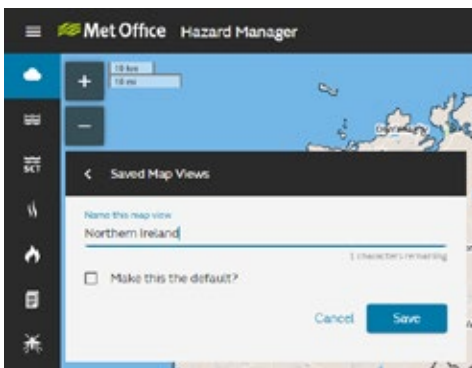 Met Office Hazard Manager
10 km
10 mi
SCT
Saved Map Views
Name this map view
Northern Ireland
1 characters remaining
Make this the default?
Cancel Save